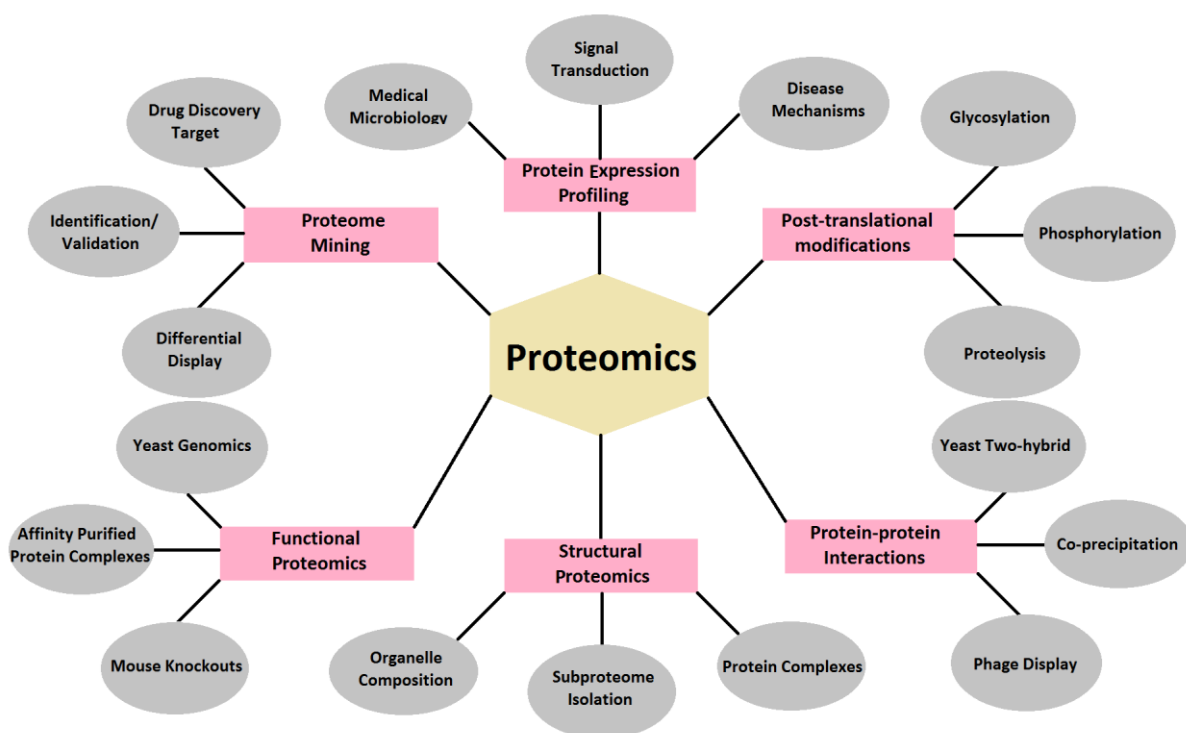 Signal
Transduction
Medical
Microbiology
Disease
Mechanisms
Drug Discovery
Target
Glycosylation
Protein Expression
Profiling
Identification/
Validation
Proteome
Mining
Post-translational
modifications
Phosphorylation
Differential
Display
Proteomics
Proteolysis
Yeast Genomics
Yeast Two-hybrid
Affinity Purified
Protein Complexes
Functional
Proteomics
Structural
Proteomics
Protein-protein
Interactions
Co-precipitation
Mouse Knockouts
Organelle
Composition
Subproteome
Isolation
Protein Complexes
Phage Display